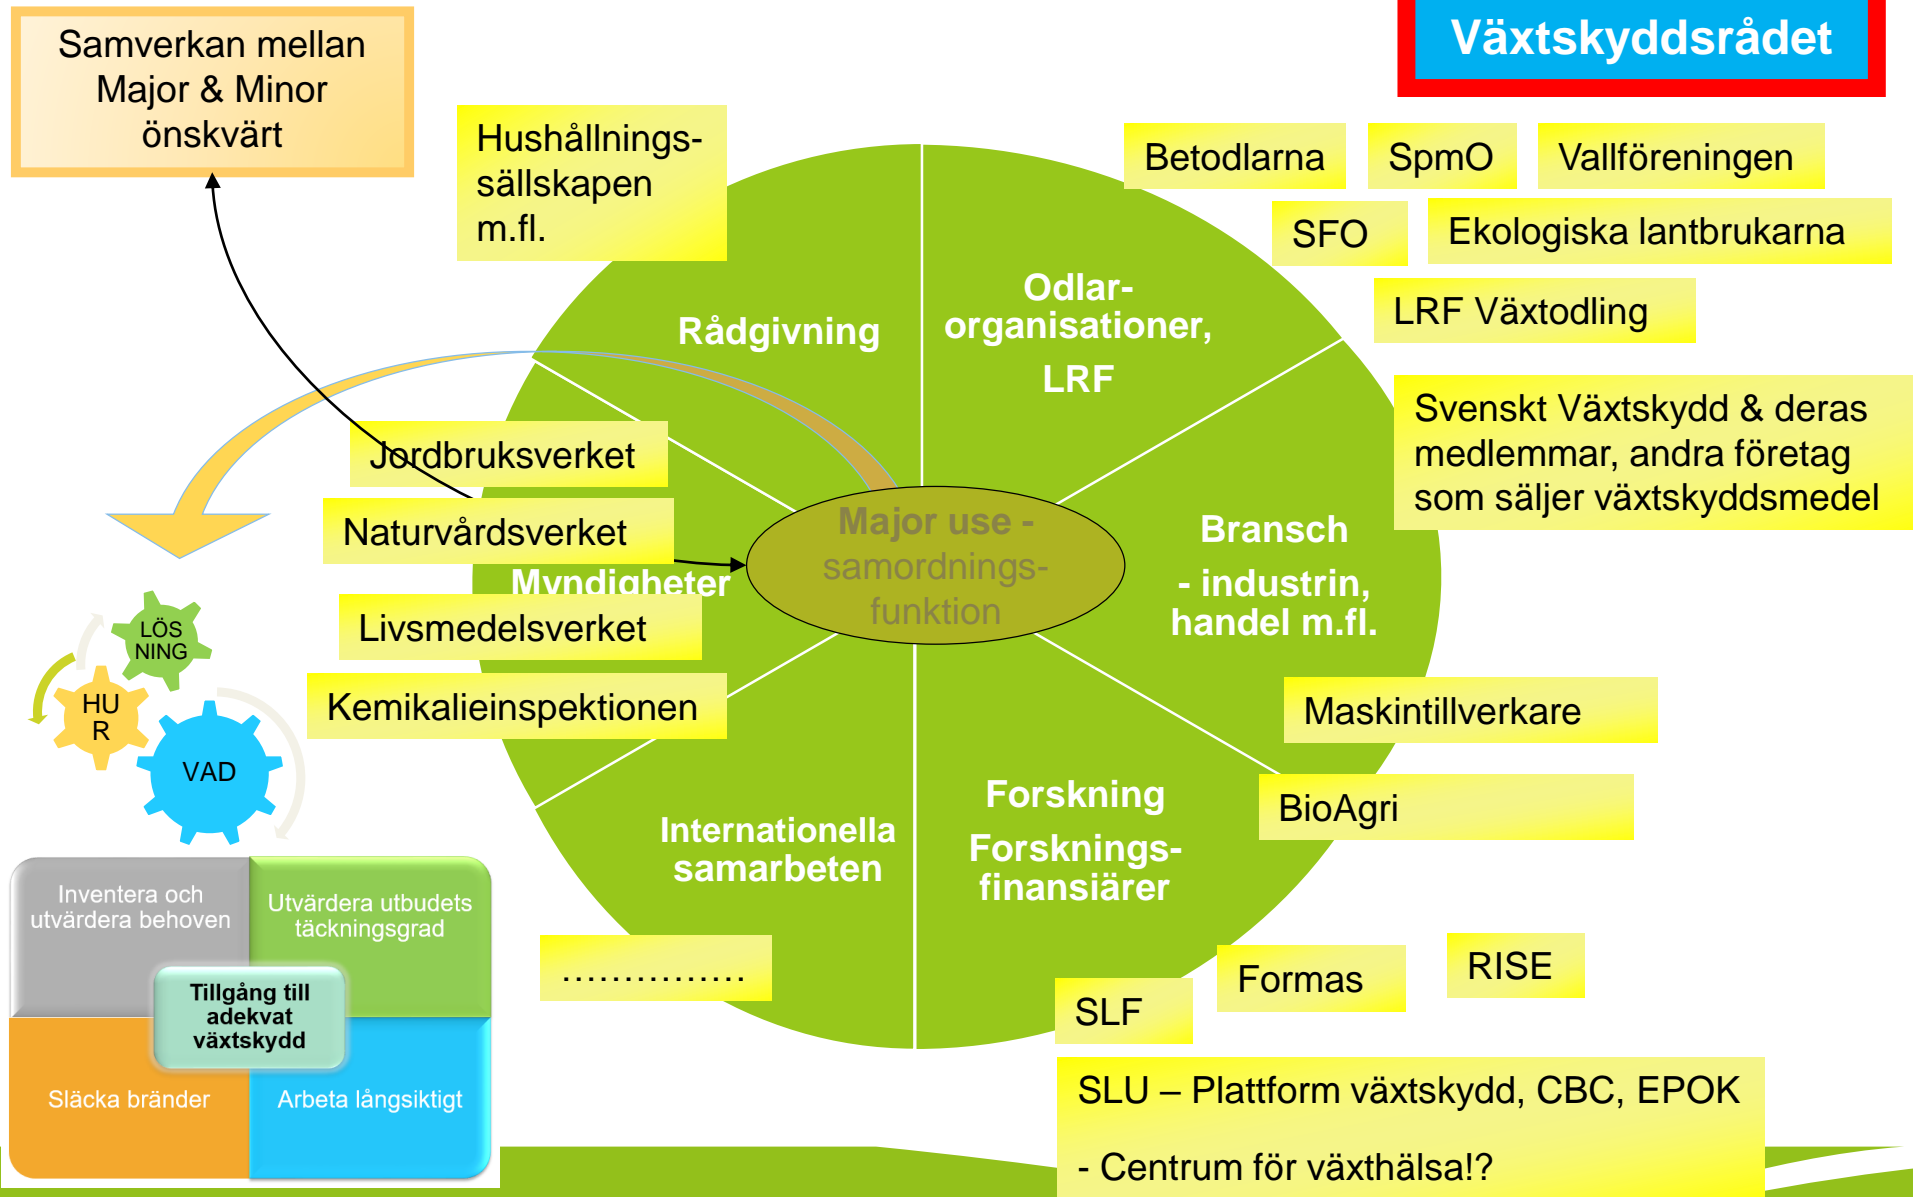 Samverkan mellan
Major & Minor
önskvärt
Växtskyddsrådet
Hushållnings-
sällskapen
m.fl.
Betodlarna
SpmO
Vallföreningen
SFO
Ekologiska lantbrukarna
LRF Växtodling
Svenskt Växtskydd & deras
medlemmar, andra företag
som säljer växtskyddsmedel
Rådgivning
Odlar-
organisationer,
LRF
Jordbruksverket
Naturvårdsverket
Myndigheter
Livsmedelsverket
Kemikalieinspektionen
Major use -
samordnings-
funktion
Bransch
- industrin,
handel m.fl.
Maskintillverkare
BioAgri
LÖS
NING
HU
R
VAD
Internationella
samarbeten
Forskning
Forsknings-
finansiärer
...............
SLF
Formas
RISE
SLU – Plattform växtskydd, CBC, EPOK
- Centrum för växthälsa!?
Inventera och
utvärdera behoven
Utvärdera utbudets
täckningsgrad
Tillgång till
adekvat
växtskydd
Släcka bränder
Arbeta långsiktigt